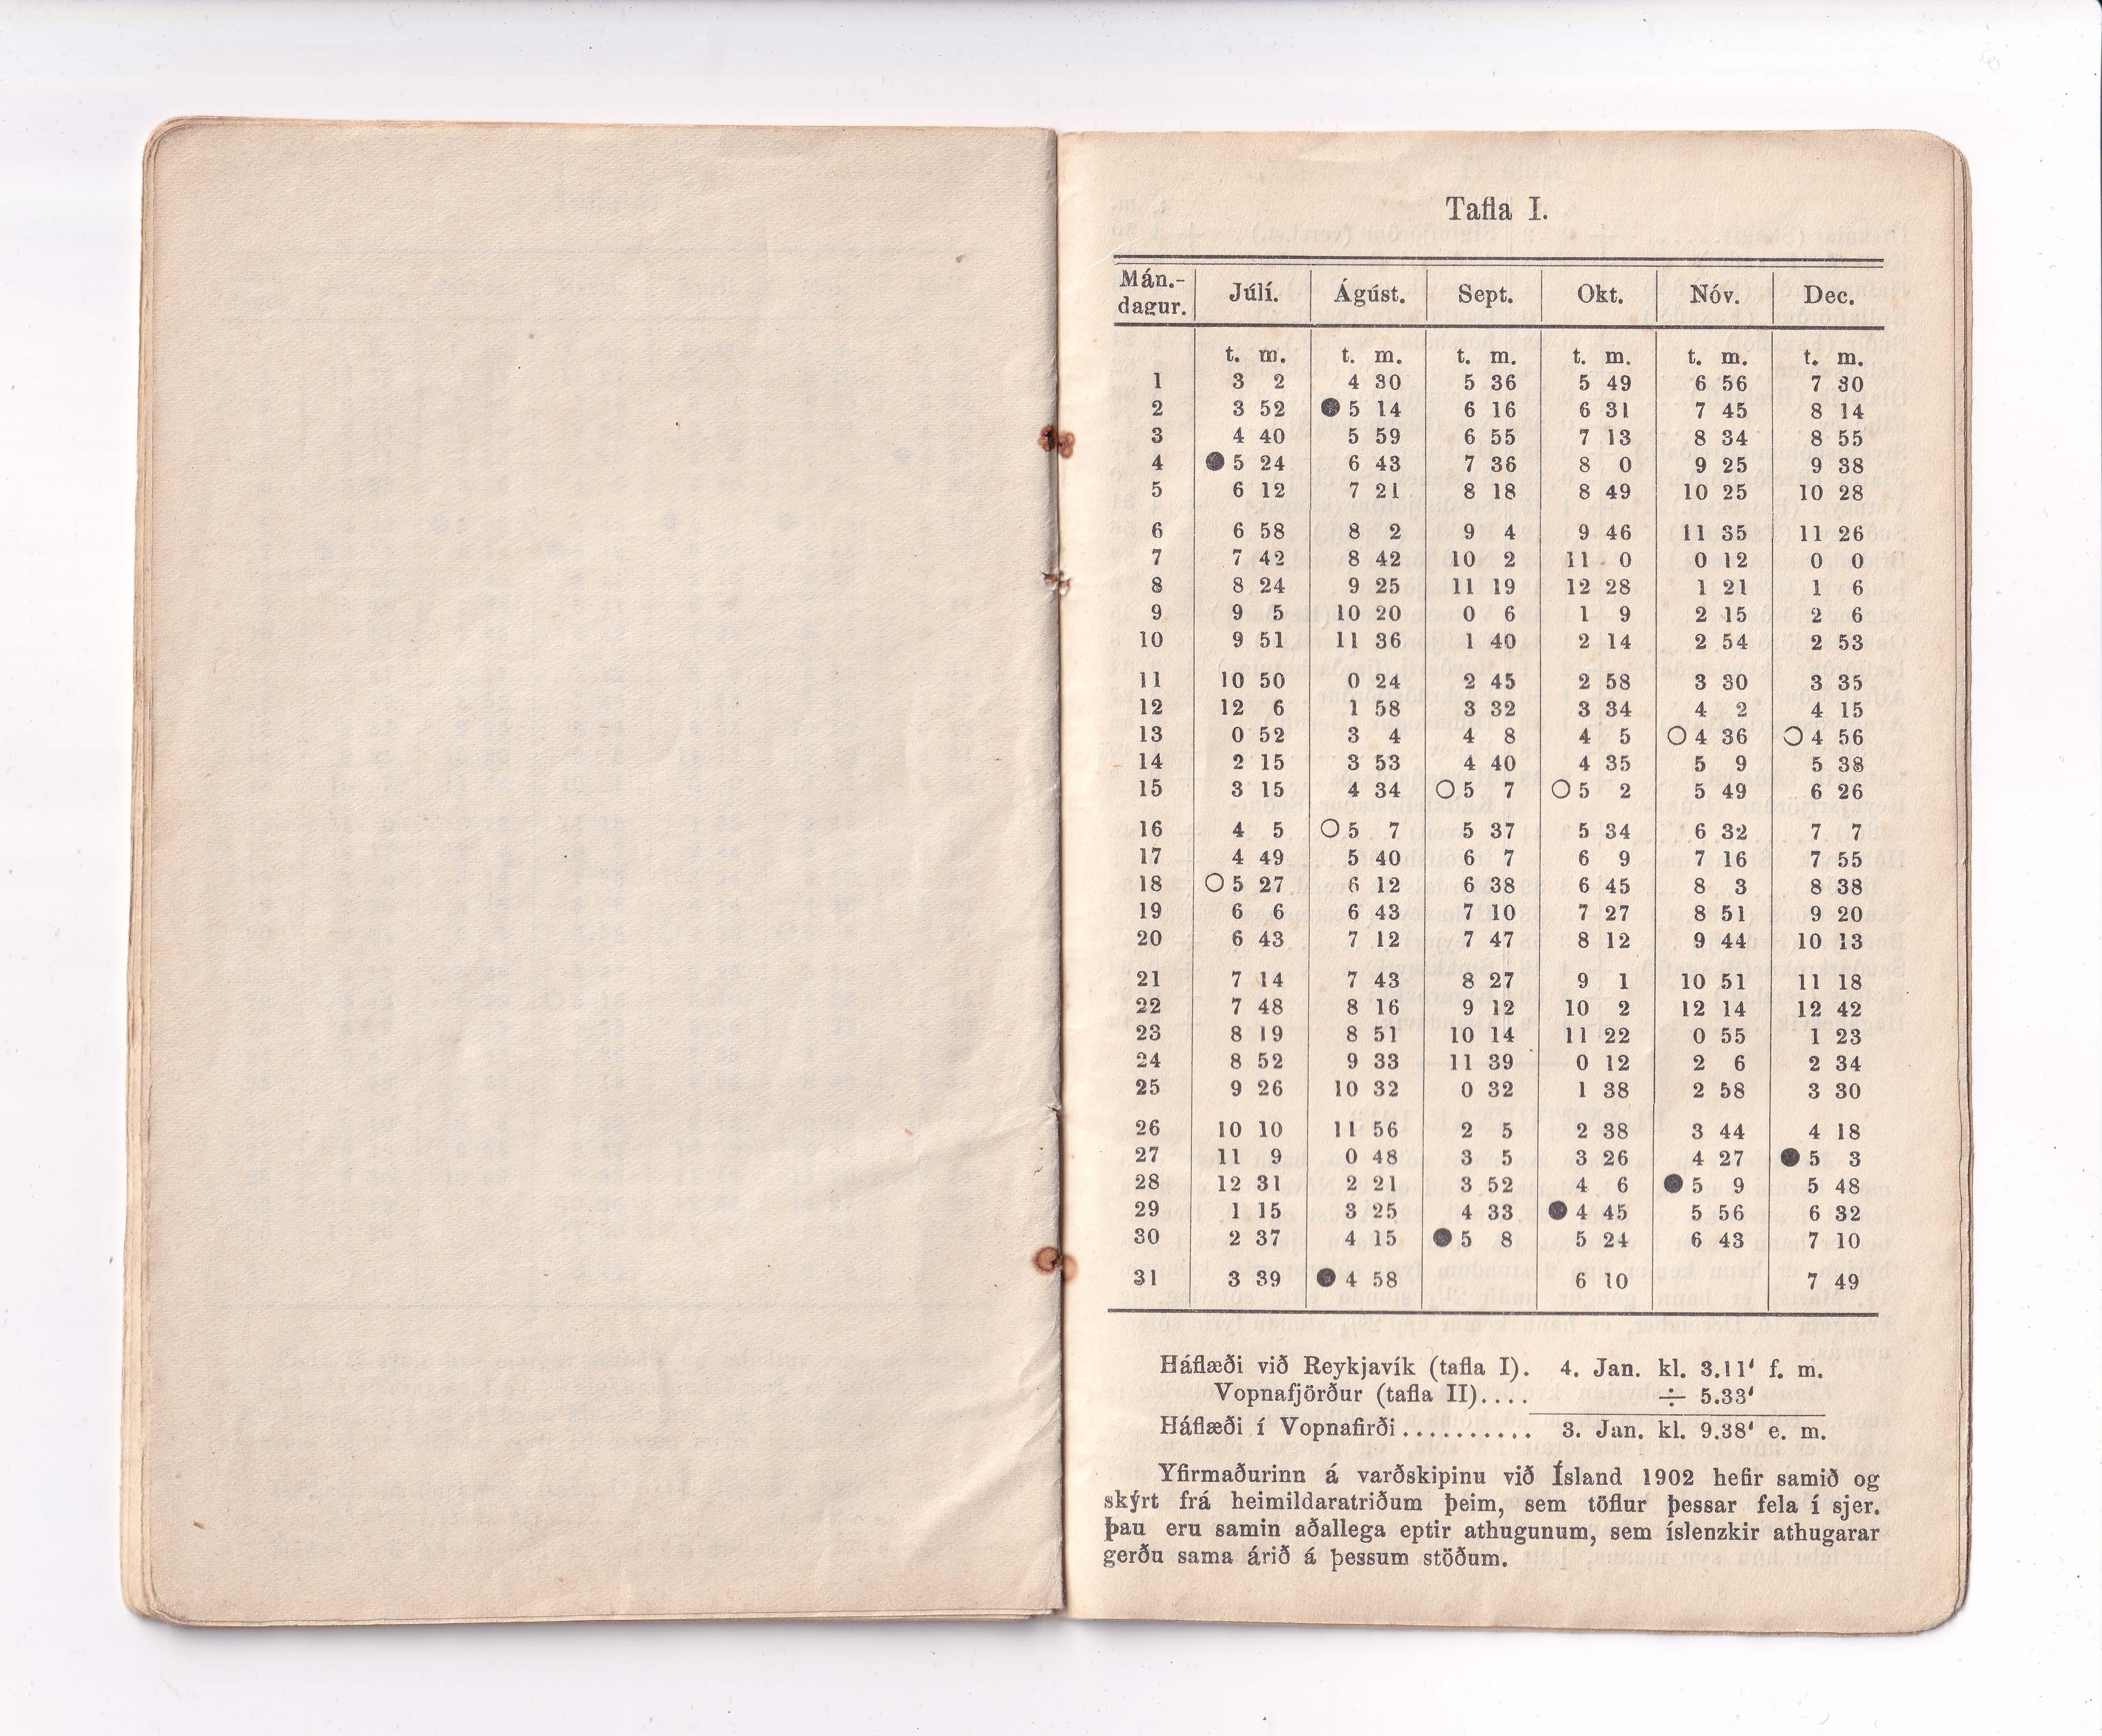 Tafla I.
Mán.-dagur. Júlí. Ágúst. Sept. Okt. Nóv. Dec.
t. m. t. m. t. m. t. m. t. m. t. m.
1 3 2 4 30 5 36 5 49 6 56 7 30
2 3 52 ●5 14 6 16 6 31 7 45 8 14
3 4 40 5 59 6 55 7 13 8 34 8 55
4 ●5 24 6 43 7 36 8 0 9 25 9 38
5 6 12 7 21 8 18 8 49 10 25 10 28
6 6 58 8 2 9 4 9 46 11 35 11 26
7 7 42 8 42 10 2 11 0 0 12 0 0
8 8 24 9 25 11 19 12 28 1 21 1 6
9 9 5 10 20 0 6 1 9 2 15 2 6
10 9 51 11 36 1 40 2 14 2 54 2 53
11 10 50 0 24 2 45 2 58 3 30 3 35
12 12 6 1 58 3 32 3 34 4 2 4 15
13 0 52 3 4 4 8 4 5 ○4 36 ○4 56
14 2 15 3 53 4 40 4 35 5 9 5 38
15 3 15 4 34 ○5 7 ○5 2 5 49 6 26
16 4 5 ○5 7 5 37 5 34 6 32 7 7
17 4 49 5 40 6 7 6 9 7 16 7 55
18 ○5 27 6 12 6 38 6 45 8 3 8 38
19 6 6 6 43 7 10 7 27 8 51 9 20
20 6 43 7 12 7 47 8 12 9 44 10 13
21 7 14 7 43 8 27 9 1 10 51 11 18
22 7 48 8 16 9 12 10 2 12 14 12 42
23 8 19 8 51 10 14 11 22 0 55 1 23
24 8 52 9 33 11 39 0 12 2 6 2 34
25 9 26 10 32 0 32 1 38 2 58 3 30
26 10 10 11 56 2 5 2 38 3 44 4 18
27 11 9 0 48 3 5 3 26 4 27 ●5 3
28 12 31 2 21 3 52 4 6 ●5 9 5 48
29 1 15 3 25 4 33 ●4 45 5 56 6 32
30 2 37 4 15 ●5 8 5 24 6 43 7 10
31 3 39 ●4 58 6 10 7 49
Háflæði við Reykjavík (tafla I). 4. Jan. kl. 3.11' f. m.
Vopnafjörður (tafla II).... ÷ 5.33'
Háflæði í Vopnafirði.......... 3. Jan. kl. 9.38' e. m.
Yfirmaðurinn á varðskipinu við Ísland 1902 hefir samið og
skýrt frá heimildaratriðum þeim, sem töflur þessar fela í sjer.
Þau eru samin aðallega eptir athugunum, sem íslenzkir athugarar
gerðu sama árið á þessum stöðum.